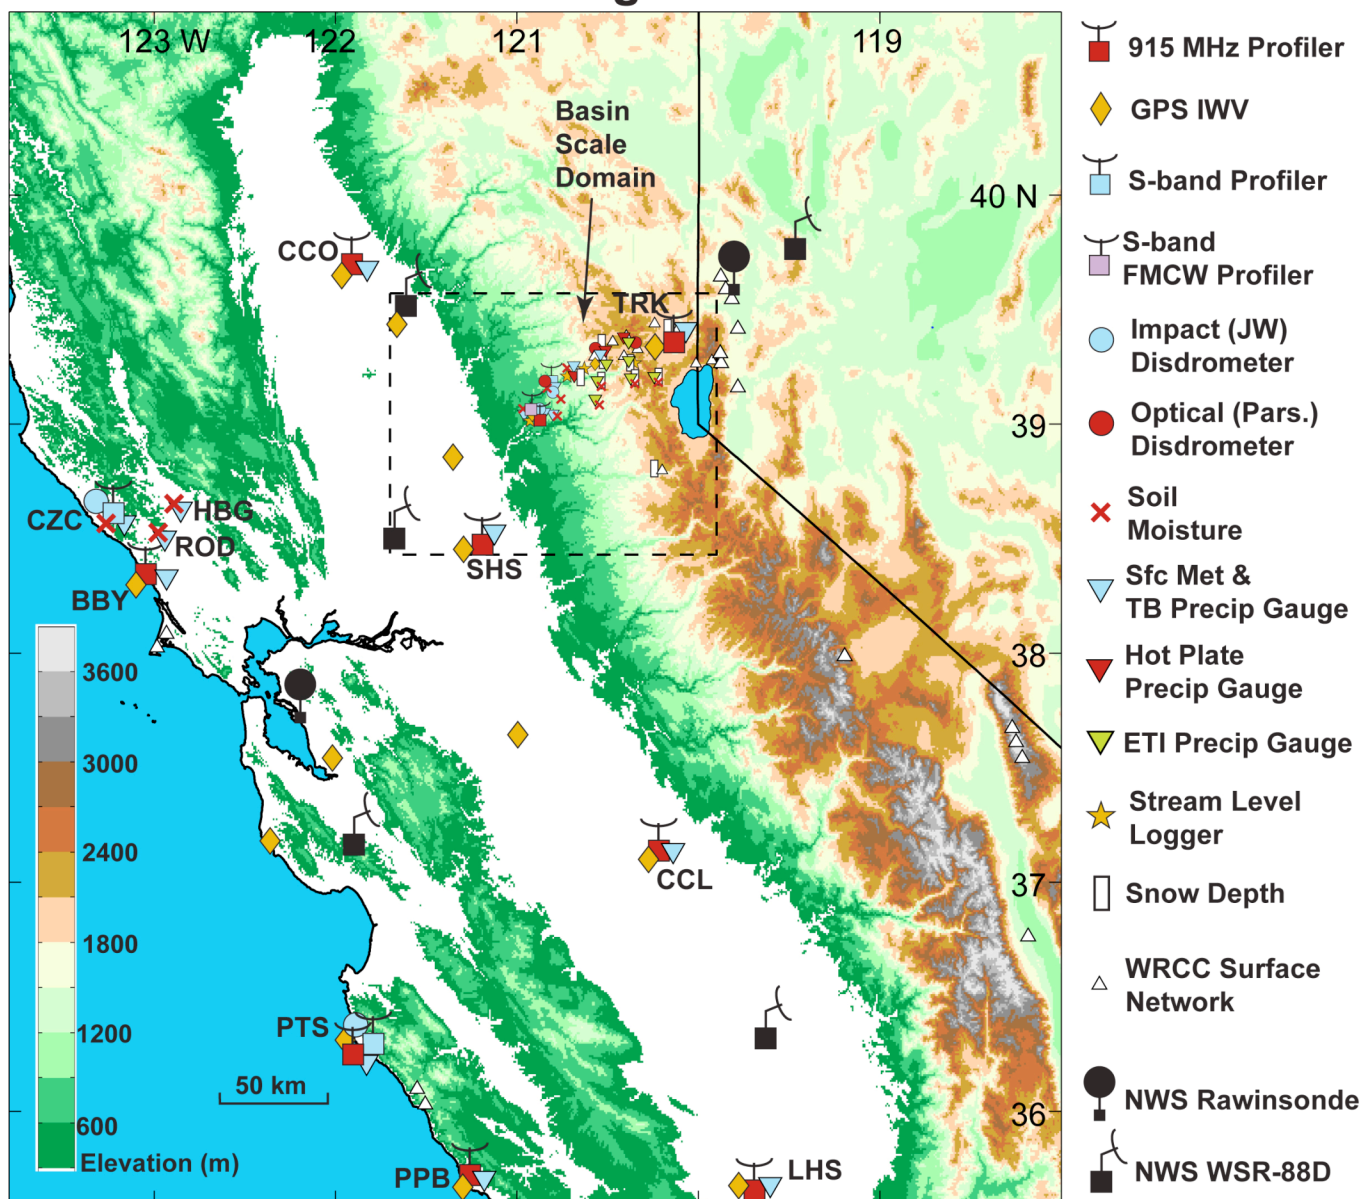 123 W
122
121
119
Basin
Scale
Domain
40 N
CCO
TRK
39
CZC
HBG
ROD
SHS
BBY
38
3600
3000
2400
1800
1200
600
Elevation (m)
CCL
37
PTS
50 km
36
PPB
LHS
915 MHz Profiler
GPS IWV
S-band Profiler
S-band
FMCW Profiler
Impact (JW)
Disdrometer
Optical (Pars.)
Disdrometer
Soil
Moisture
Sfc Met &
TB Precip Gauge
Hot Plate
Precip Gauge
ETI Precip Gauge
Stream Level
Logger
Snow Depth
WRCC Surface
Network
NWS Rawinsonde
NWS WSR-88D